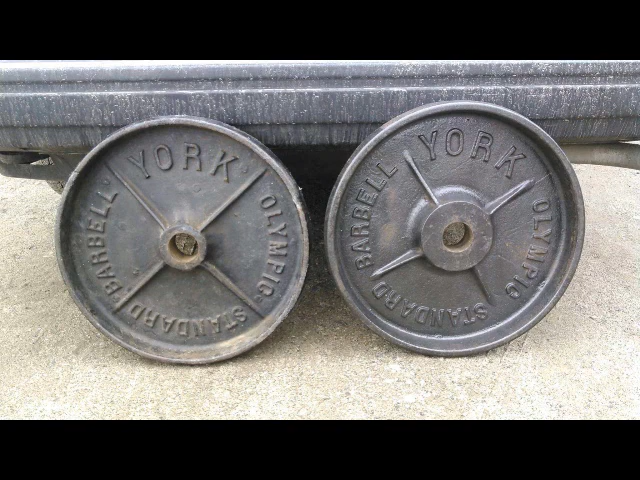 YORK
BARBELL
OLYMPIC
STANDARD
YORK
BARBELL
OLYMPIC
STANDARD